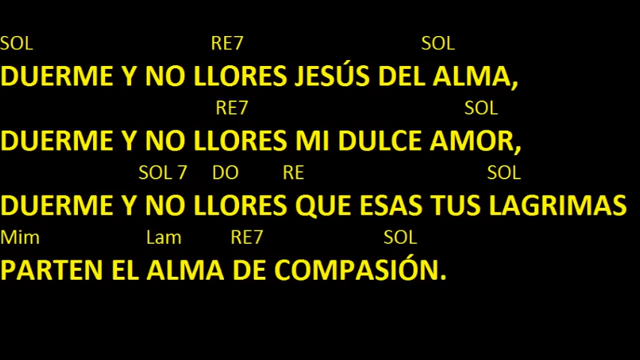 SOL RE7 SOL
DUERME Y NO LLORES JESÚS DEL ALMA,
RE7 SOL
DUERME Y NO LLORES MI DULCE AMOR,
SOL 7 DO RE SOL
DUERME Y NO LLORES QUE ESAS TUS LAGRIMAS
Mim Lam RE7 SOL
PARTEN EL ALMA DE COMPASIÓN.